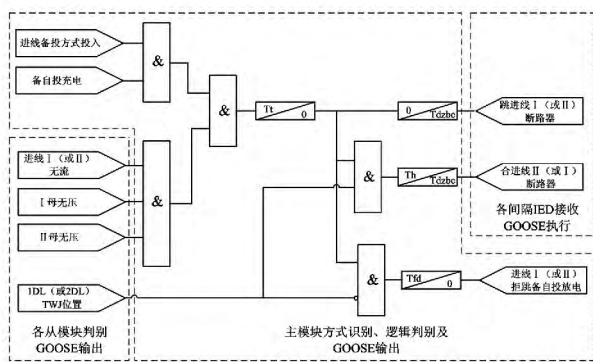 进线备投方式投入
备自投充电
&
&
Tt
0
0
Tdzbc
跳进线Ⅰ（或Ⅱ）
断路器
进线Ⅰ（或Ⅱ）
无流
Ⅰ母无压
Ⅱ母无压
&
&
Th
Tdzbc
合进线Ⅱ（或Ⅰ）
断路器
各间隔IED接收
GOOSE执行
1DL（或2DL）
TWJ位置
&
Tfd
0
进线Ⅰ（或Ⅱ）
拒跳备自投放电
各从模块判别
GOOSE输出
主模块方式识别、逻辑判别及
GOOSE输出